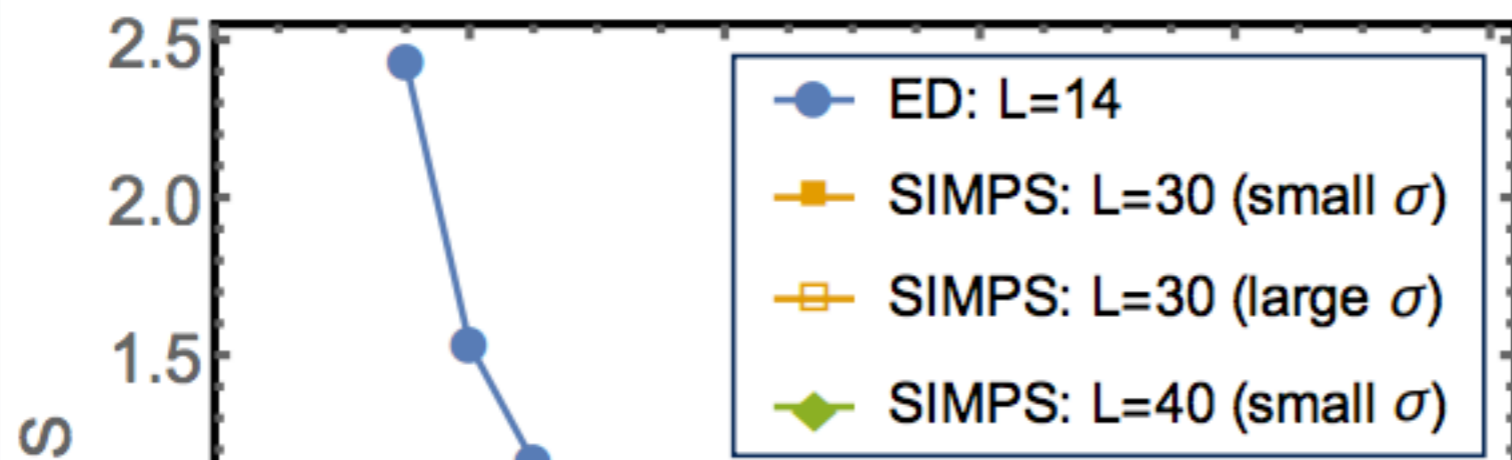 2.5
2.0
1.5
S
ED: L=14
SIMPS: L=30 (small σ)
SIMPS: L=30 (large σ)
SIMPS: L=40 (small σ)